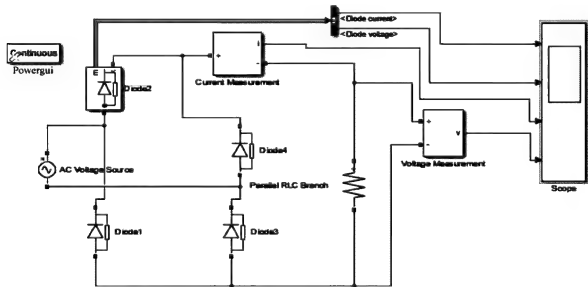 <Diode current>
<Diode voltage>
Continuous
Powergui
E
Diode2
+
i
-
Current Measurement
Diode4
AC Voltage Source
Parallel RLC Branch
+
v
-
Voltage Measurement
Scope
Diode1
Diode3